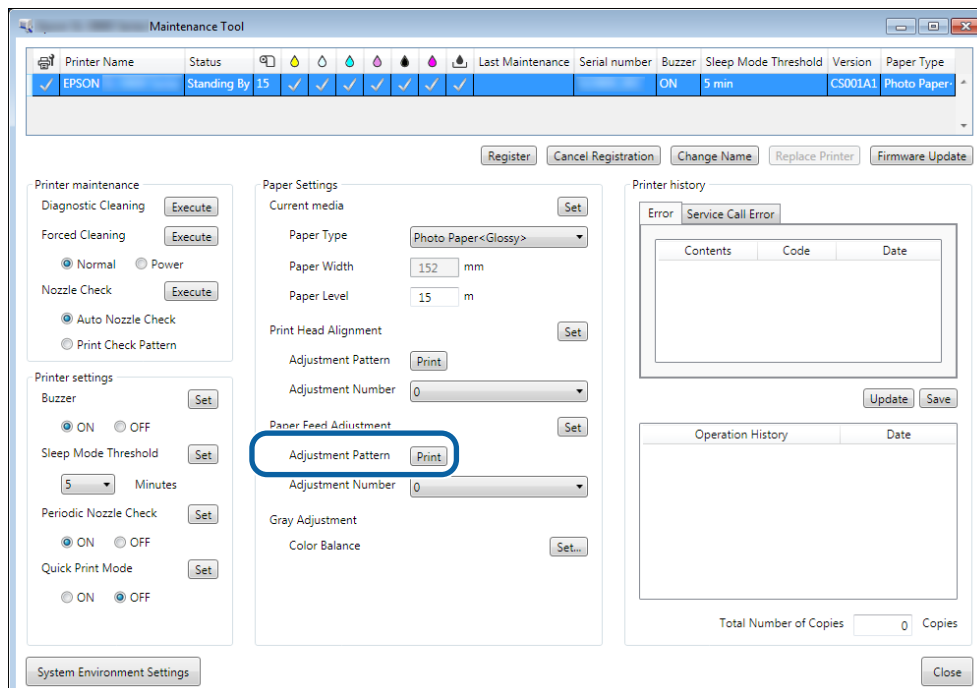 Maintenance Tool
Printer Name Status Last Maintenance Serial number Buzzer Sleep Mode Threshold Version Paper Type
EPSON Standing By 15 ON 5 min CS001A1 Photo Paper
Register Cancel Registration Change Name Replace Printer Firmware Update
Printer maintenance
Diagnostic Cleaning Execute
Forced Cleaning Execute
Normal Power
Nozzle Check Execute
Auto Nozzle Check
Print Check Pattern
Printer settings
Buzzer Set
ON OFF
Sleep Mode Threshold Set
5 Minutes
Periodic Nozzle Check Set
ON OFF
Quick Print Mode Set
ON OFF
Paper Settings
Current media Set
Paper Type Photo Paper<Glossy>
Paper Width 152 mm
Paper Level 15 m
Print Head Alignment Set
Adjustment Pattern Print
Adjustment Number 0
Paper Feed Adjustment Set
Adjustment Pattern Print
Adjustment Number 0
Gray Adjustment
Color Balance Set...
Printer history
Error Service Call Error
Contents Code Date
Update Save
Operation History Date
Total Number of Copies 0 Copies
System Environment Settings Close